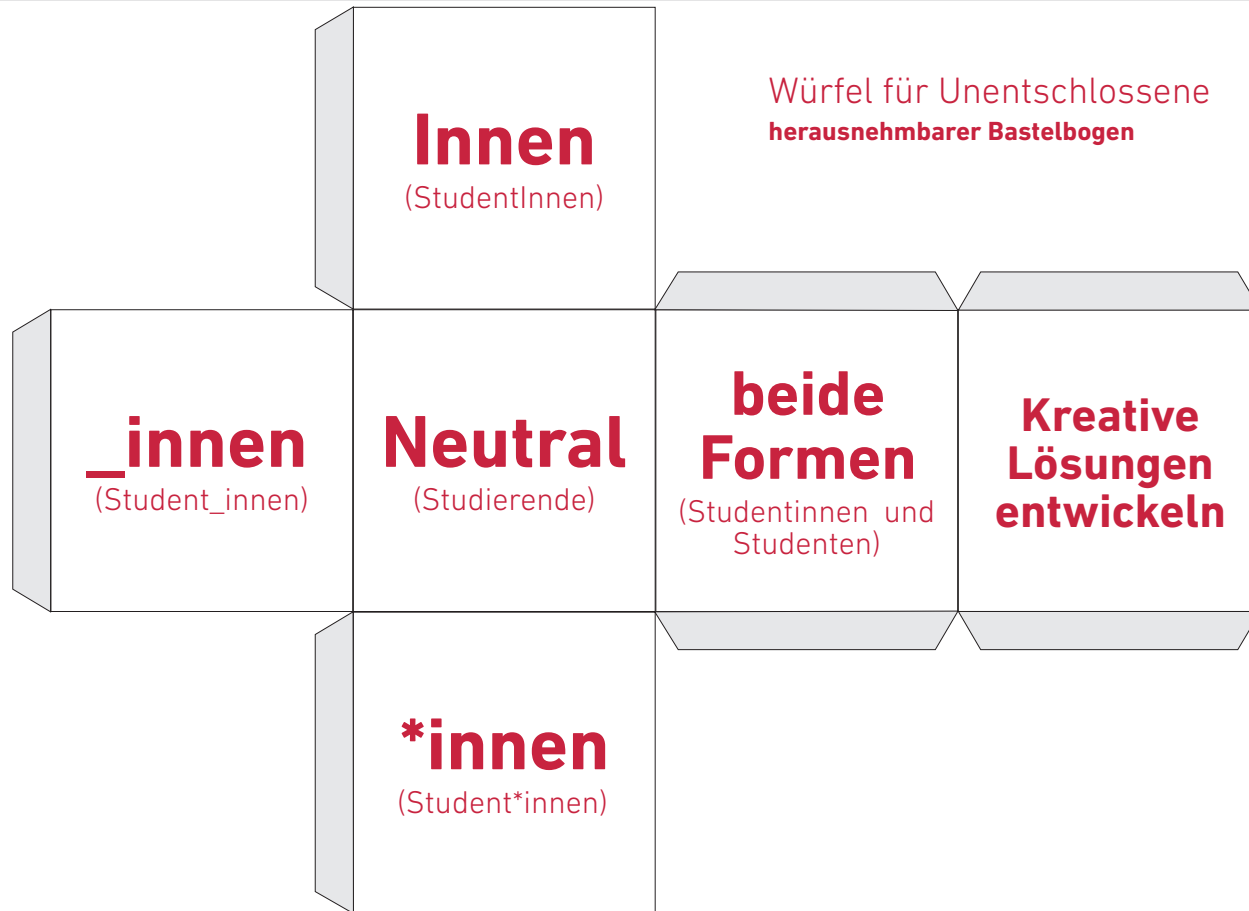 Würfel für Unentschlossene
herausnehmbarer Bastelbogen
Innen
(StudentInnen)
_innen
(Student_innen)
Neutral
(Studierende)
beide
Formen
(Studentinnen und
Studenten)
Kreative
Lösungen
entwickeln
*innen
(Student*innen)